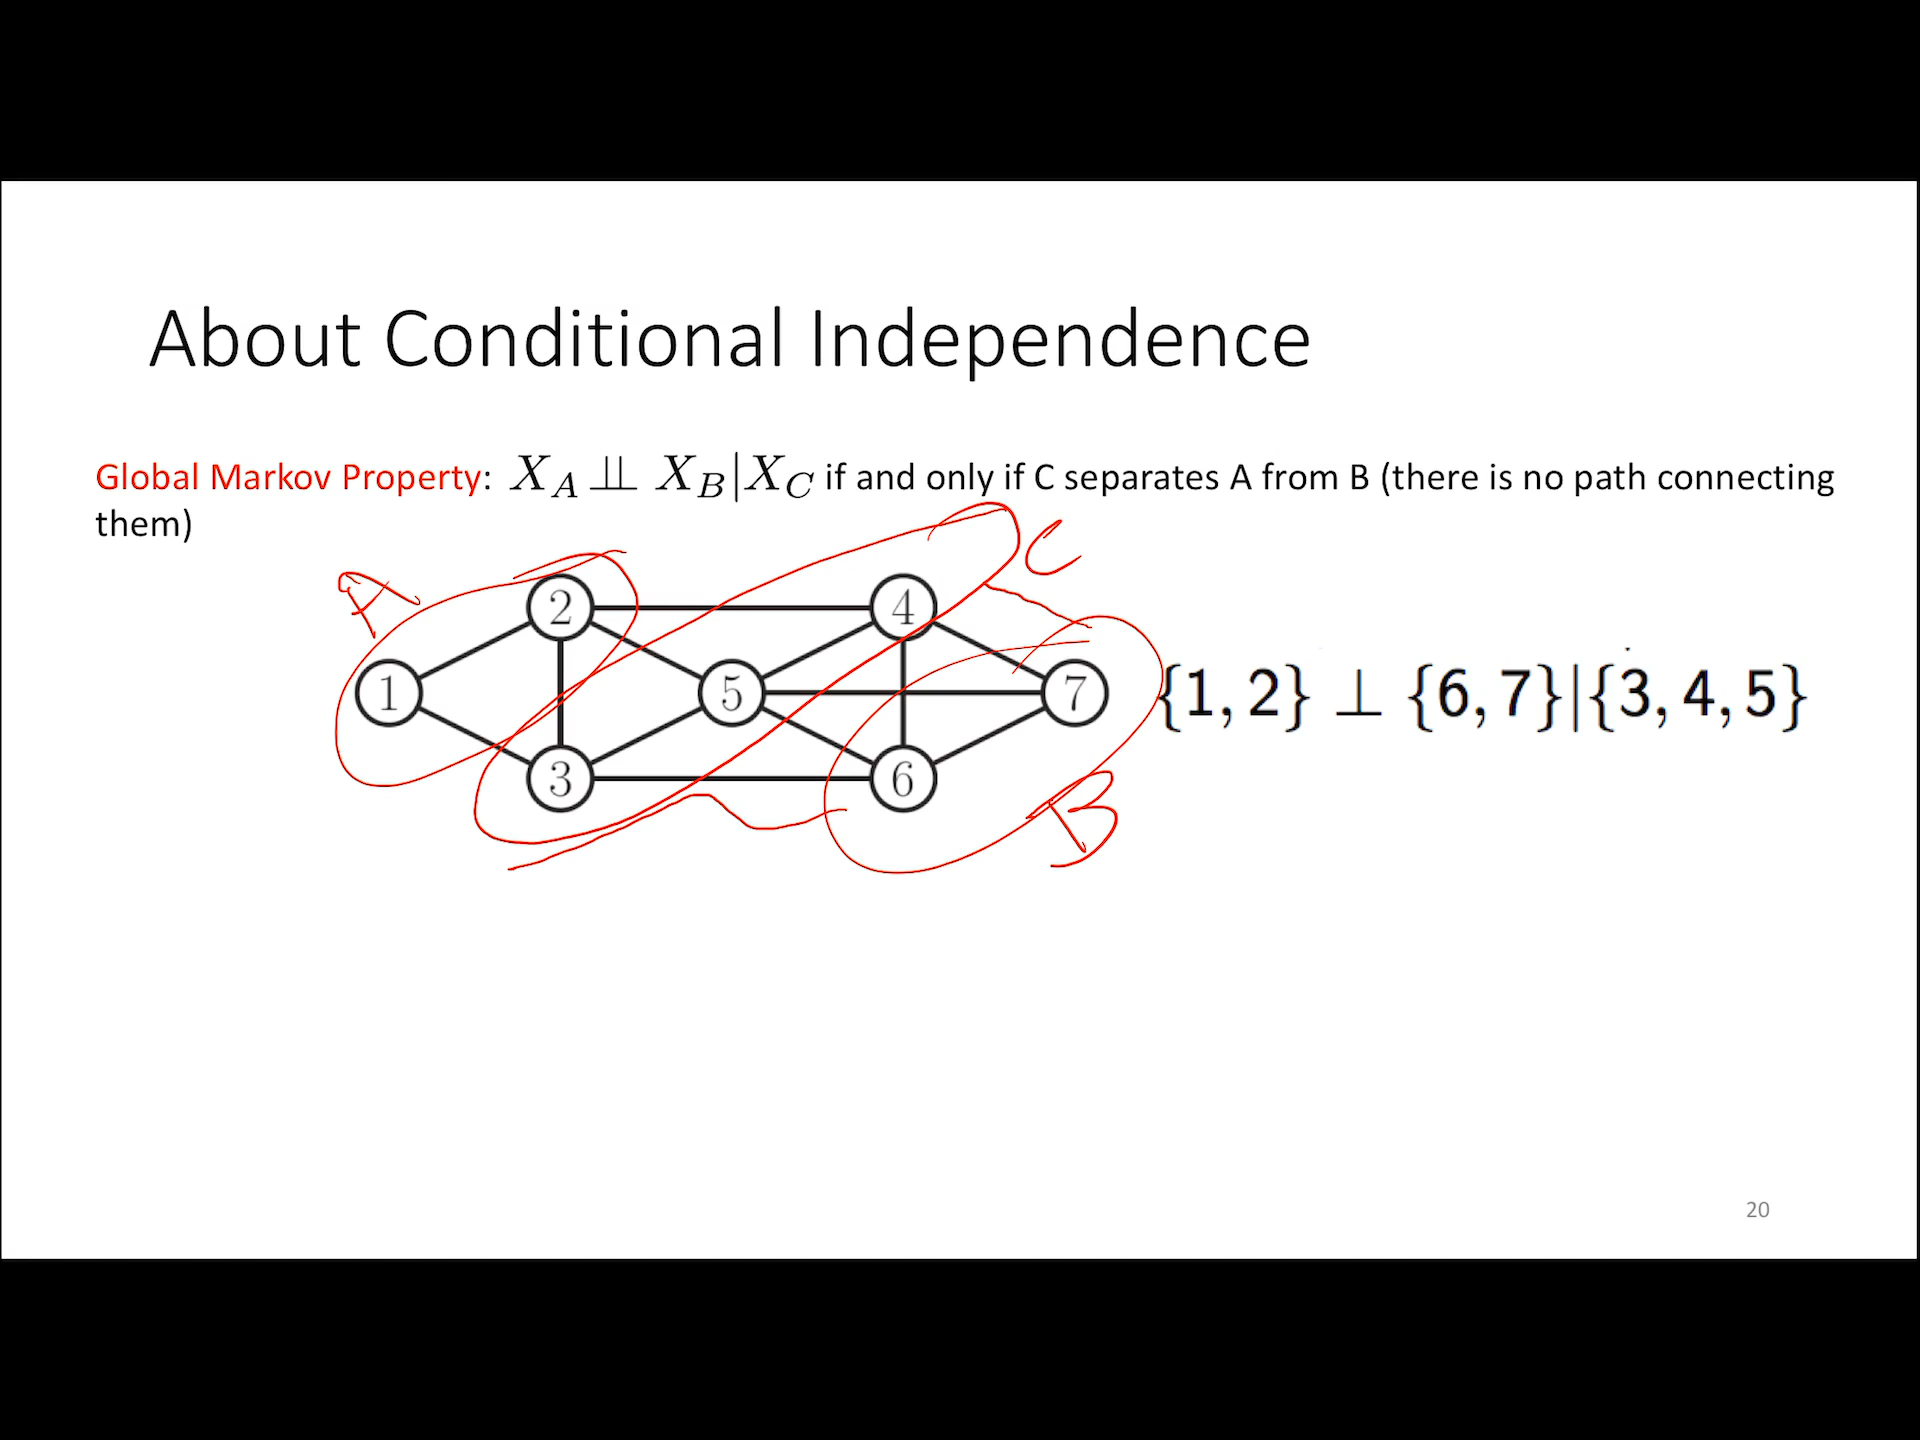 About Conditional Independence
Global Markov Property: X_A ⫫ X_B|X_C if and only if C separates A from B (there is no path connecting
them)
A
C
2
4
1
5
7
{1, 2} ⊥ {6, 7}|{3, 4, 5}
3
6
B
20